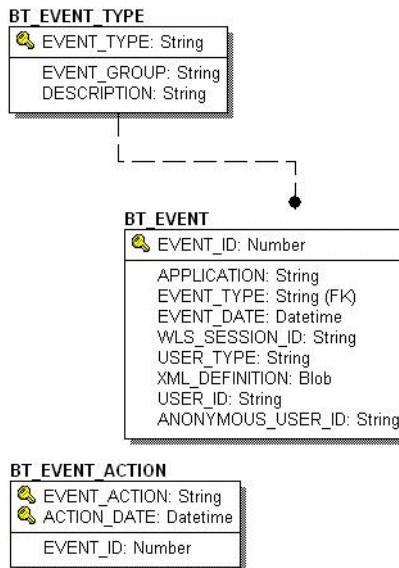 BT_EVENT_TYPE
EVENT_TYPE: String
EVENT_GROUP: String
DESCRIPTION: String
BT_EVENT
EVENT_ID: Number
APPLICATION: String
EVENT_TYPE: String (FK)
EVENT_DATE: Datetime
WLS_SESSION_ID: String
USER_TYPE: String
XML_DEFINITION: Blob
USER_ID: String
ANONYMOUS_USER_ID: String
BT_EVENT_ACTION
EVENT_ACTION: String
ACTION_DATE: Datetime
EVENT_ID: Number